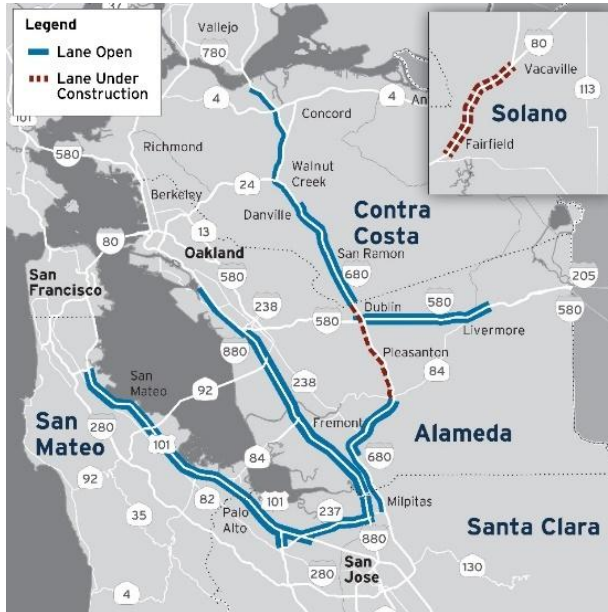 Legend
Lane Open
Lane Under
Construction
Vallejo
780
80
Vacaville
113
Solano
Fairfield
4
Concord
An
4
101
580
Richmond
Walnut
Creek
24
Berkeley
Danville
Contra
Costa
13
80
Oakland
San Ramon
San
Francisco
580
680
205
238
Dublin
580
580
580
Livermore
880
Pleasanton
84
San
Mateo
92
238
San
Mateo
280
Fremont
Alameda
101
84
680
92
82
101
Milpitas
35
Palo
Alto
237
Santa Clara
880
San
Jose
280
130
4